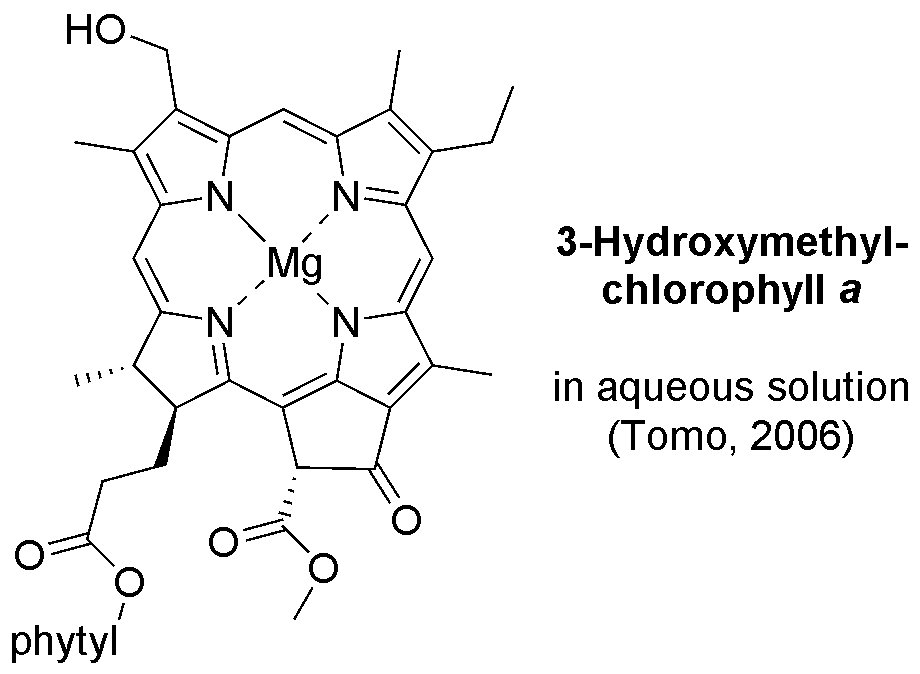 HO
N
N
Mg
N
N
3-Hydroxymethyl-
chlorophyll a
in aqueous solution
(Tomo, 2006)
O
O
O
O
O
phytyl